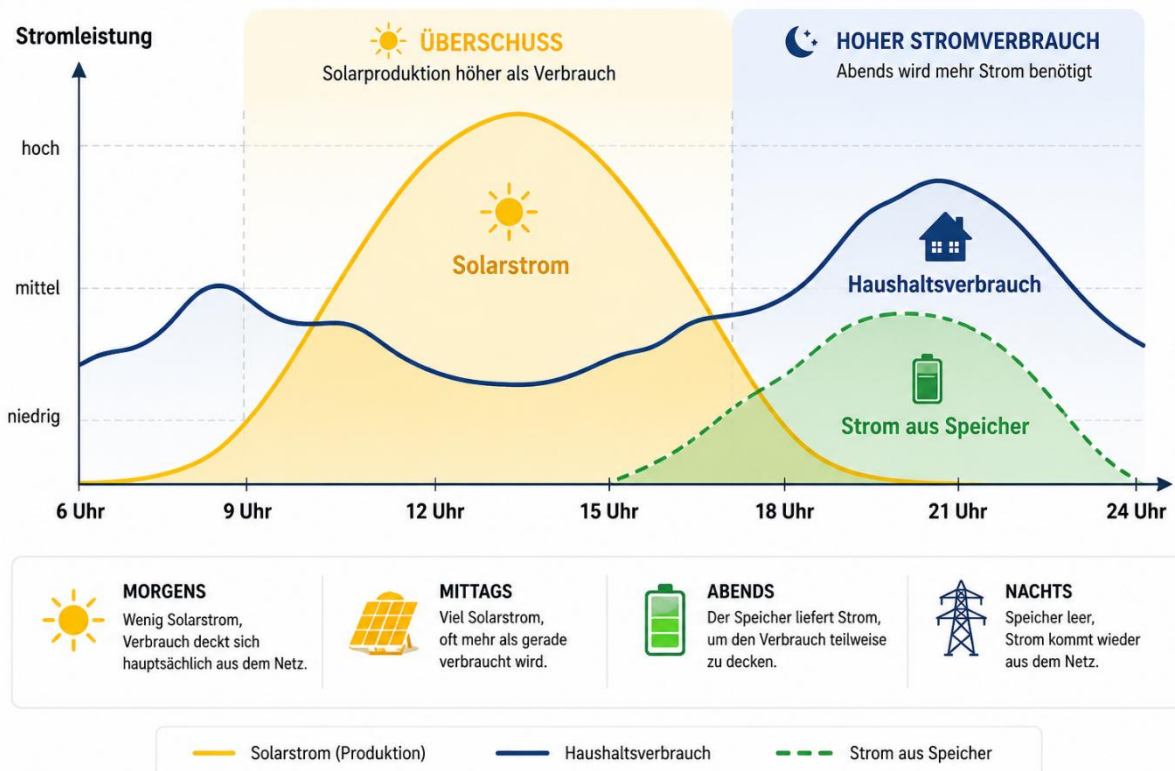 Stromleistung
ÜBERSCHUSS
Solarproduktion höher als Verbrauch
HOHER STROMVERBRAUCH
Abends wird mehr Strom benötigt
hoch
mittel
niedrig
Solarstrom
Haushaltsverbrauch
Strom aus Speicher
6 Uhr
9 Uhr
12 Uhr
15 Uhr
18 Uhr
21 Uhr
24 Uhr
MORGENS
Wenig Solarstrom,
Verbrauch deckt sich
hauptsächlich aus dem Netz.
MITTAGS
Viel Solarstrom,
oft mehr als gerade
verbraucht wird.
ABENDS
Der Speicher liefert Strom,
um den Verbrauch teilweise
zu decken.
NACHTS
Speicher leer,
Strom kommt wieder
aus dem Netz.
Solarstrom (Produktion)
Haushaltsverbrauch
Strom aus Speicher